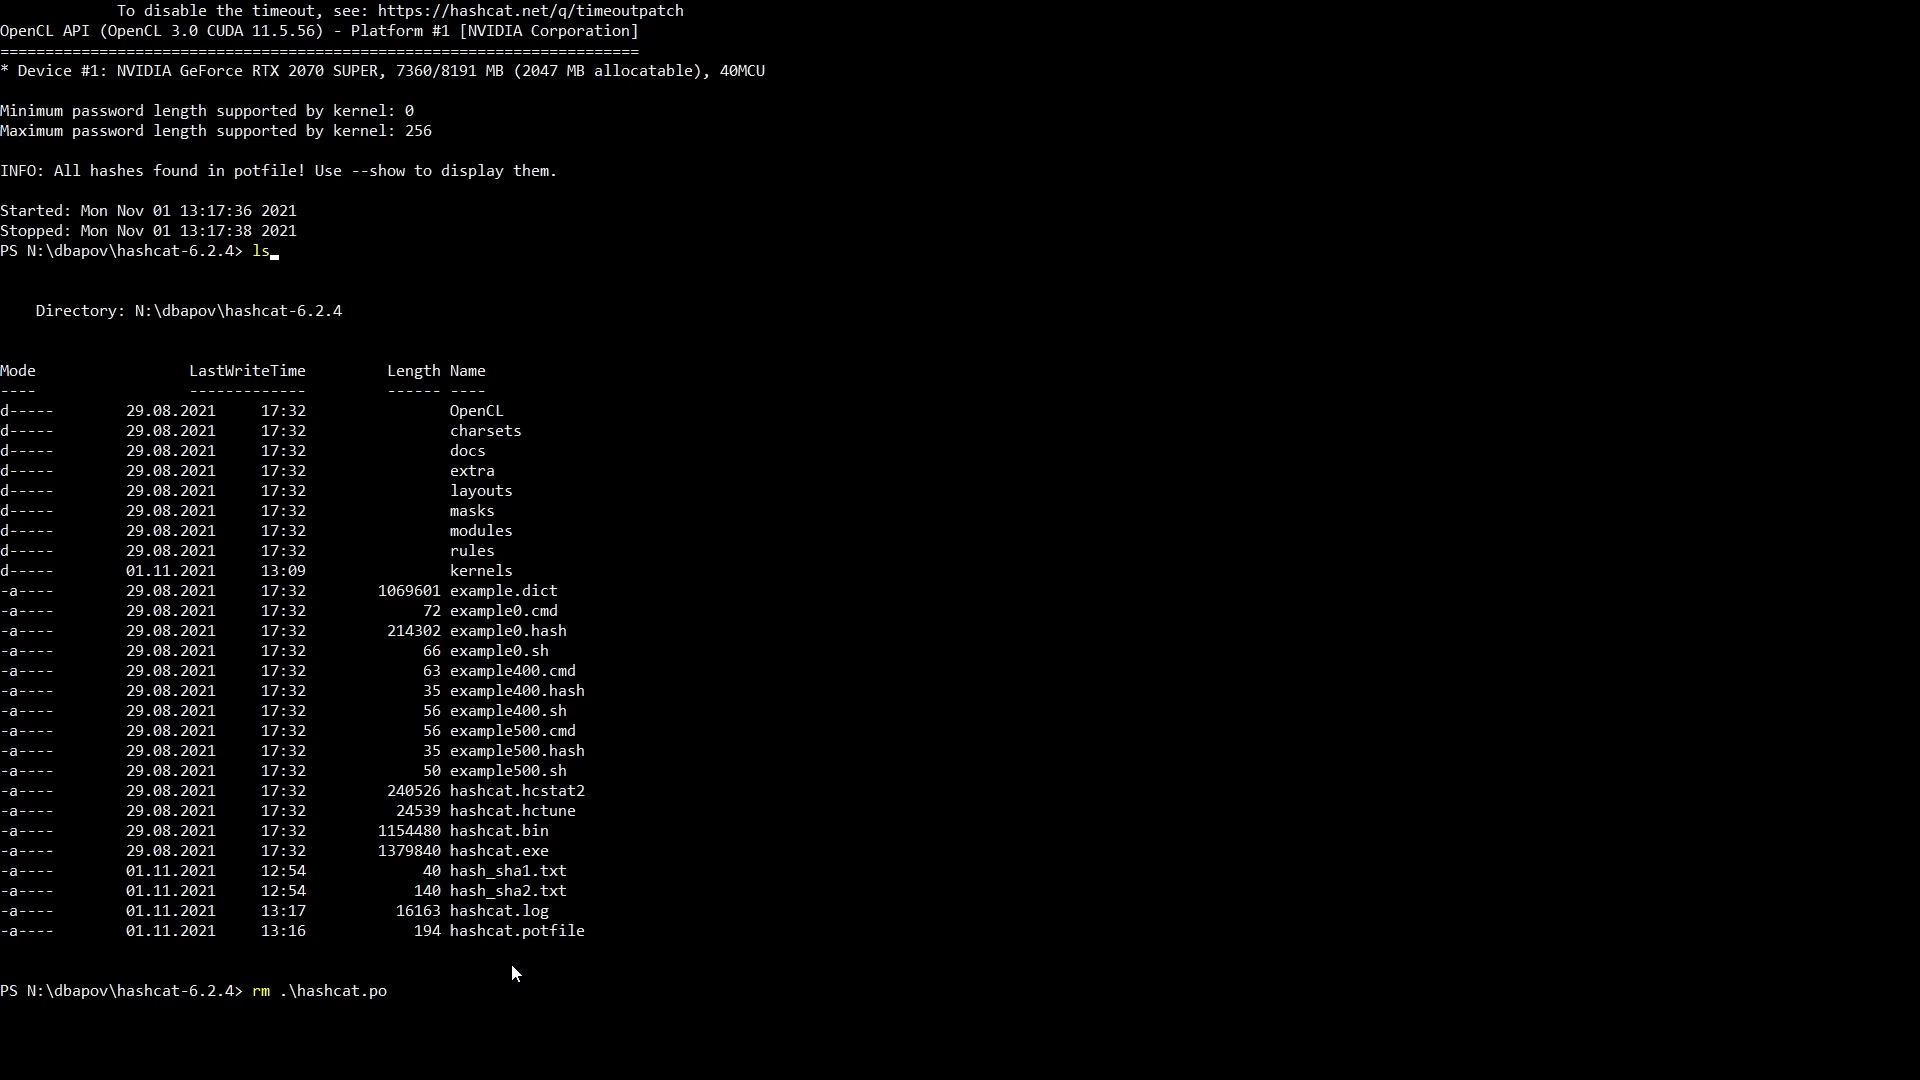 To disable the timeout, see: https://hashcat.net/q/timeoutpatch
OpenCL API (OpenCL 3.0 CUDA 11.5.56) - Platform #1 [NVIDIA Corporation]
=======================================================================
* Device #1: NVIDIA GeForce RTX 2070 SUPER, 7360/8191 MB (2047 MB allocatable), 40MCU
Minimum password length supported by kernel: 0
Maximum password length supported by kernel: 256
INFO: All hashes found in potfile! Use --show to display them.
Started: Mon Nov 01 13:17:36 2021
Stopped: Mon Nov 01 13:17:38 2021
PS N:\dbapov\hashcat-6.2.4> ls
Directory: N:\dbapov\hashcat-6.2.4
Mode LastWriteTime Length Name
---- ------------- ------ ----
d----- 29.08.2021 17:32 OpenCL
d----- 29.08.2021 17:32 charsets
d----- 29.08.2021 17:32 docs
d----- 29.08.2021 17:32 extra
d----- 29.08.2021 17:32 layouts
d----- 29.08.2021 17:32 masks
d----- 29.08.2021 17:32 modules
d----- 29.08.2021 17:32 rules
d----- 01.11.2021 13:09 kernels
-a---- 29.08.2021 17:32 1069601 example.dict
-a---- 29.08.2021 17:32 72 example0.cmd
-a---- 29.08.2021 17:32 214302 example0.hash
-a---- 29.08.2021 17:32 66 example0.sh
-a---- 29.08.2021 17:32 63 example400.cmd
-a---- 29.08.2021 17:32 35 example400.hash
-a---- 29.08.2021 17:32 56 example400.sh
-a---- 29.08.2021 17:32 56 example500.cmd
-a---- 29.08.2021 17:32 35 example500.hash
-a---- 29.08.2021 17:32 50 example500.sh
-a---- 29.08.2021 17:32 240526 hashcat.hcstat2
-a---- 29.08.2021 17:32 24539 hashcat.hctune
-a---- 29.08.2021 17:32 1154480 hashcat.bin
-a---- 29.08.2021 17:32 1379840 hashcat.exe
-a---- 01.11.2021 12:54 40 hash_sha1.txt
-a---- 01.11.2021 12:54 140 hash_sha2.txt
-a---- 01.11.2021 13:17 16163 hashcat.log
-a---- 01.11.2021 13:16 194 hashcat.potfile
PS N:\dbapov\hashcat-6.2.4> rm .\hashcat.po